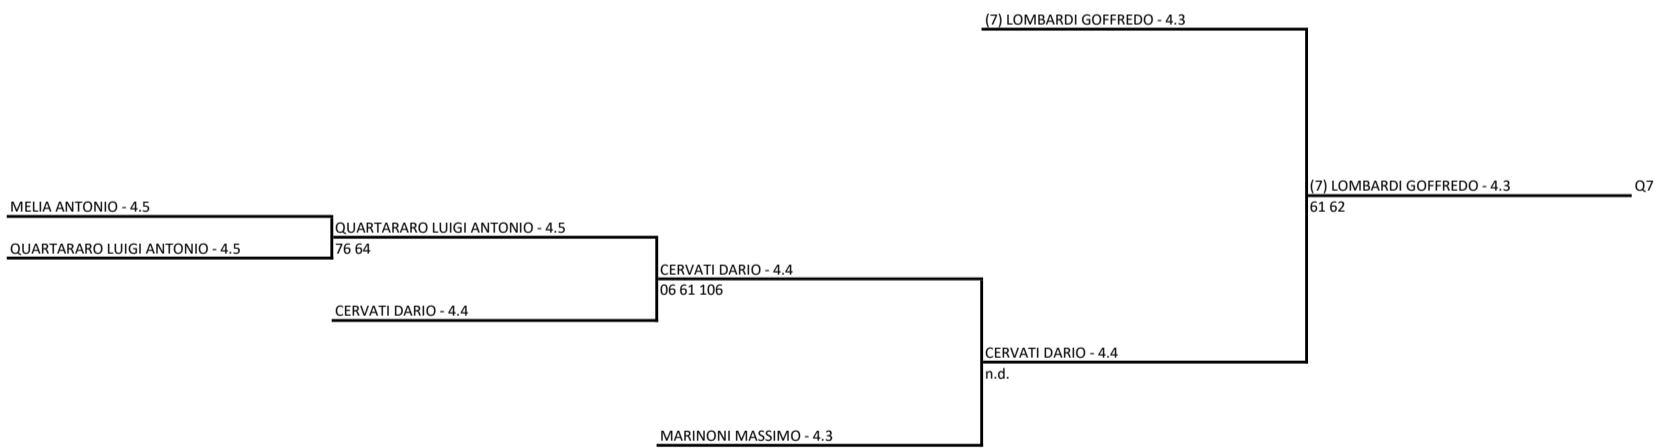 (7) LOMBARDI GOFFREDO - 4.3
(7) LOMBARDI GOFFREDO - 4.3
Q7
61 62
MELIA ANTONIO - 4.5
QUARTARARO LUIGI ANTONIO - 4.5
QUARTARARO LUIGI ANTONIO - 4.5
76 64
CERVATI DARIO - 4.4
06 61 106
CERVATI DARIO - 4.4
CERVATI DARIO - 4.4
n.d.
MARINONI MASSIMO - 4.3